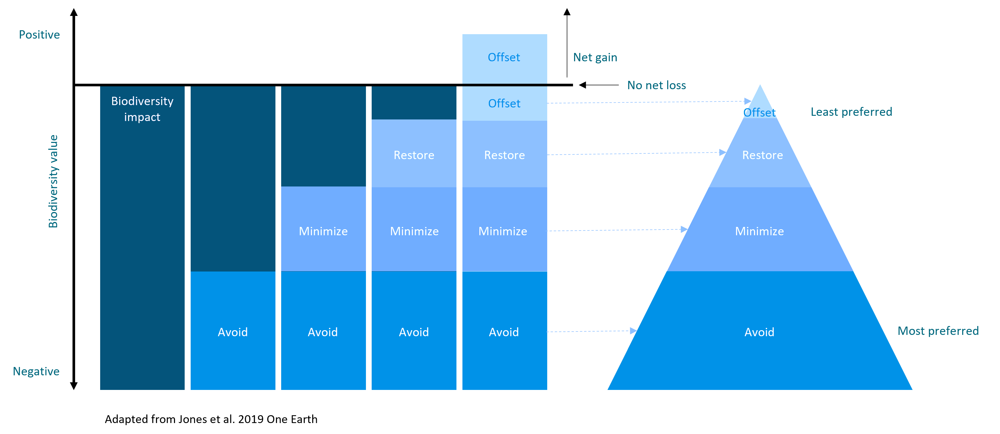 Positive
Offset
Net gain
No net loss
Biodiversity
impact
Offset
Offset
Least preferred
Restore
Restore
Restore
Biodiversity value
Minimize
Minimize
Minimize
Minimize
Avoid
Avoid
Avoid
Avoid
Avoid
Most preferred
Negative
Adapted from Jones et al. 2019 One Earth